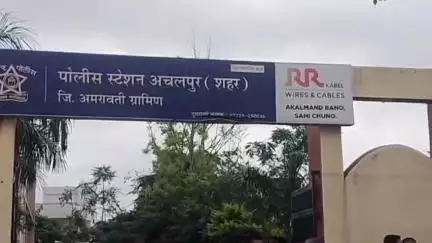 पोलीस स्टेशन अचलपुर ( शहर )
जि. अमरावती ग्रामिण
RR
KABEL
WIRES & CABLES
AKALMAND BANO,
SAHI CHUNO.